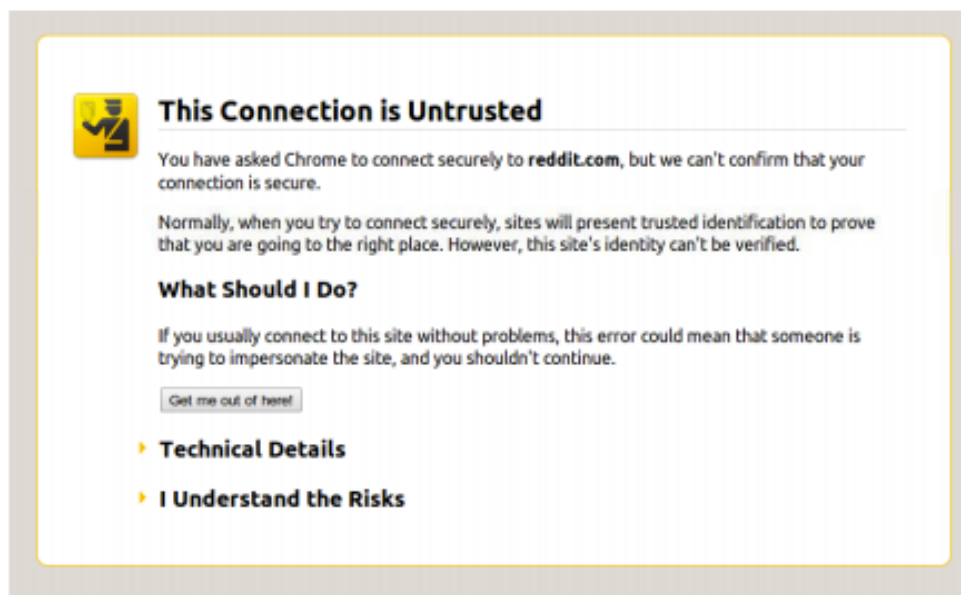 This Connection is Untrusted
You have asked Chrome to connect securely to reddit.com, but we can't confirm that your
connection is secure.
Normally, when you try to connect securely, sites will present trusted identification to prove
that you are going to the right place. However, this site's identity can't be verified.
What Should I Do?
If you usually connect to this site without problems, this error could mean that someone is
trying to impersonate the site, and you shouldn't continue.
Get me out of here!
Technical Details
I Understand the Risks